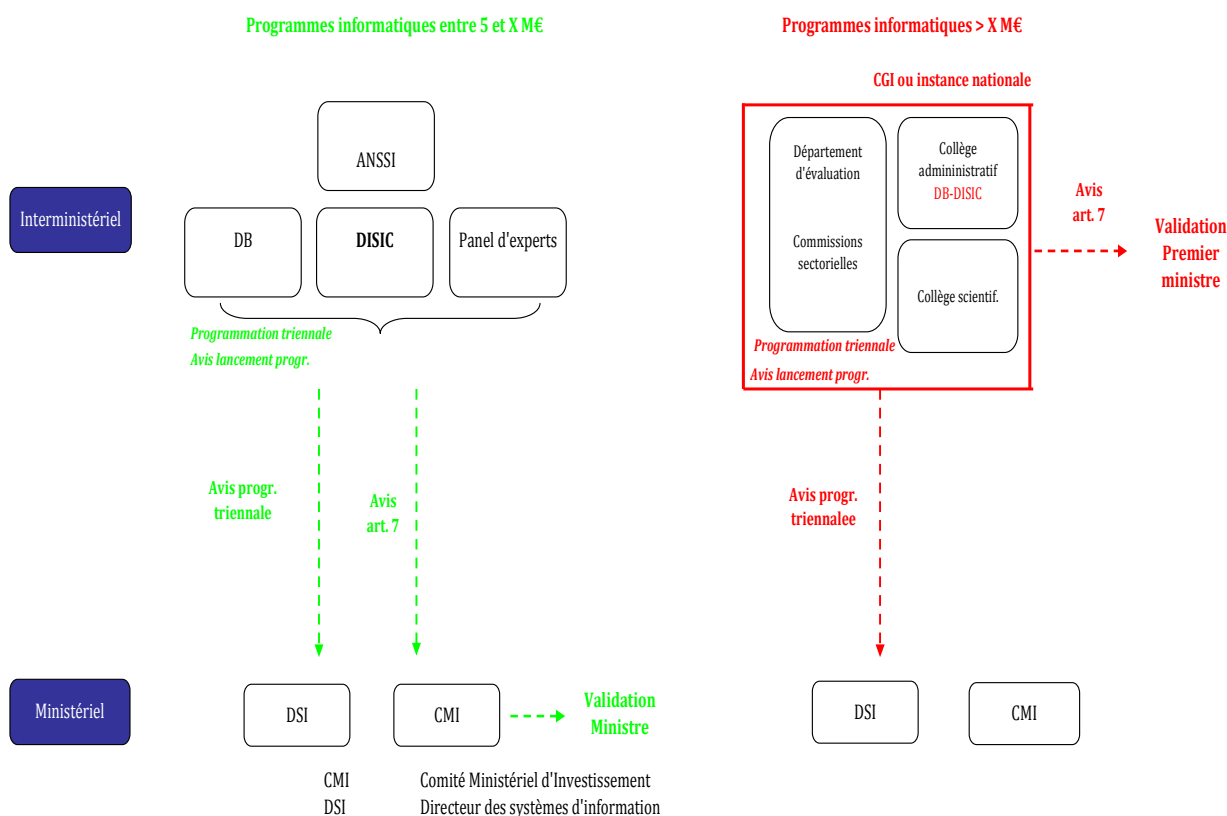 Programmes informatiques entre 5 et X M€
Programmes informatiques > X M€
CGI ou instance nationale
ANSSI
Département
d'évaluation
Commissions
sectorielles
Collège
admininistratif
DB-DISIC
Avis
art. 7
Validation
Premier
ministre
Interministériel
DB
DISIC
Panel d'experts
Collège scientif.
Programmation triennale
Avis lancement progr.
Programmation triennale
Avis lancement progr.
Avis progr.
triennale
Avis
art. 7
Avis progr.
triennalee
Ministériel
DSI
CMI
Validation
Ministre
DSI
CMI
CMI Comité Ministériel d'Investissement
DSI Directeur des systèmes d'information